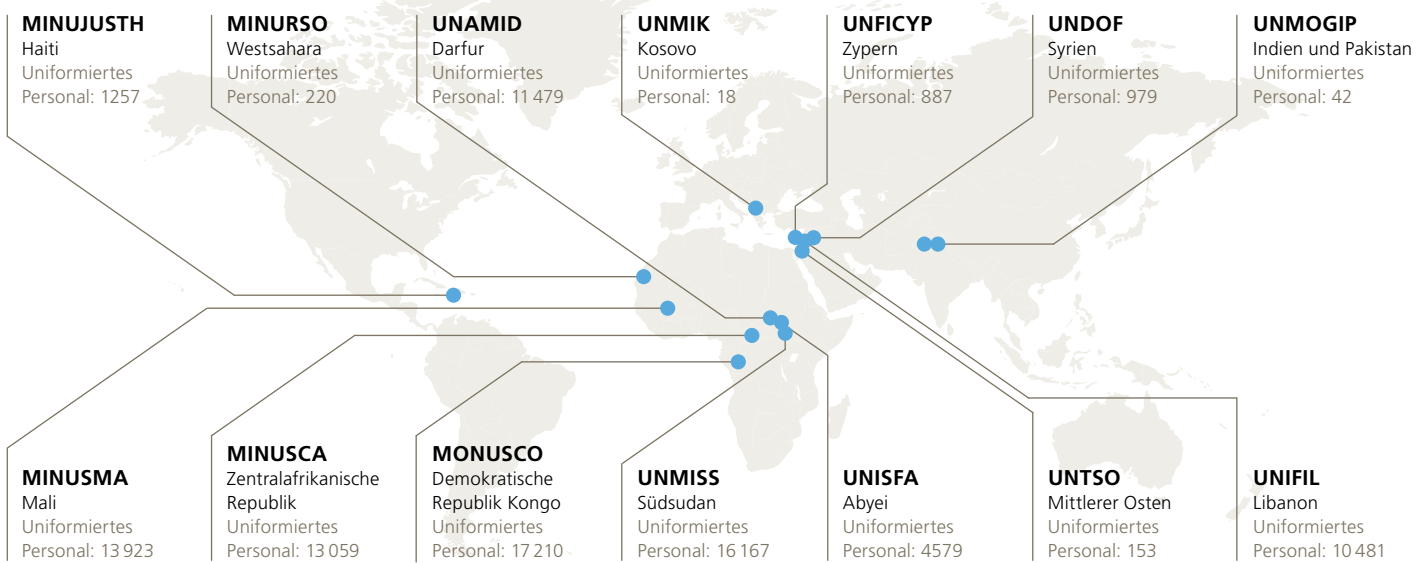 MINUJUSTH
Haiti
Uniformiertes
Personal: 1257
MINURSO
Westsahara
Uniformiertes
Personal: 220
UNAMID
Darfur
Uniformiertes
Personal: 11 479
UNMIK
Kosovo
Uniformiertes
Personal: 18
UNFICYP
Zypern
Uniformiertes
Personal: 887
UNDOF
Syrien
Uniformiertes
Personal: 979
UNMOGIP
Indien und Pakistan
Uniformiertes
Personal: 42
MINUSMA
Mali
Uniformiertes
Personal: 13 923
MINUSCA
Zentralafrikanische
Republik
Uniformiertes
Personal: 13 059
MONUSCO
Demokratische
Republik Kongo
Uniformiertes
Personal: 17 210
UNMISS
Südsudan
Uniformiertes
Personal: 16 167
UNISFA
Abyei
Uniformiertes
Personal: 4579
UNTSO
Mittlerer Osten
Uniformiertes
Personal: 153
UNIFIL
Libanon
Uniformiertes
Personal: 10 481